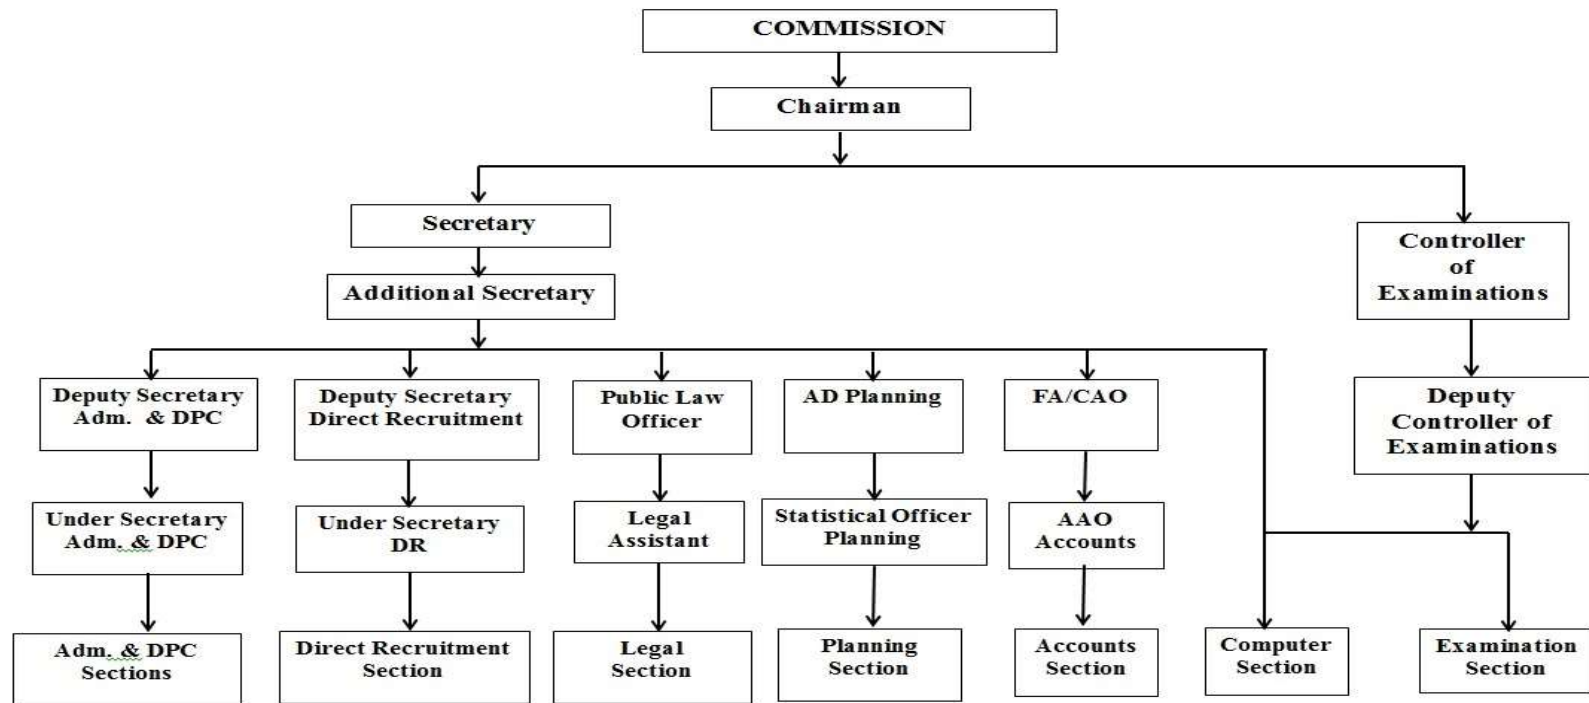 COMMISSION
Chairman
Secretary
Controller
of
Examinations
Additional Secretary
Deputy Secretary
Adm. & DPC
Deputy Secretary
Direct Recruitment
Public Law
Officer
AD Planning
FA/CAO
Deputy
Controller of
Examinations
Under Secretary
Adm. & DPC
Under Secretary
DR
Legal
Assistant
Statistical Officer
Planning
AAO
Accounts
Adm. & DPC
Sections
Direct Recruitment
Section
Legal
Section
Planning
Section
Accounts
Section
Computer
Section
Examination
Section